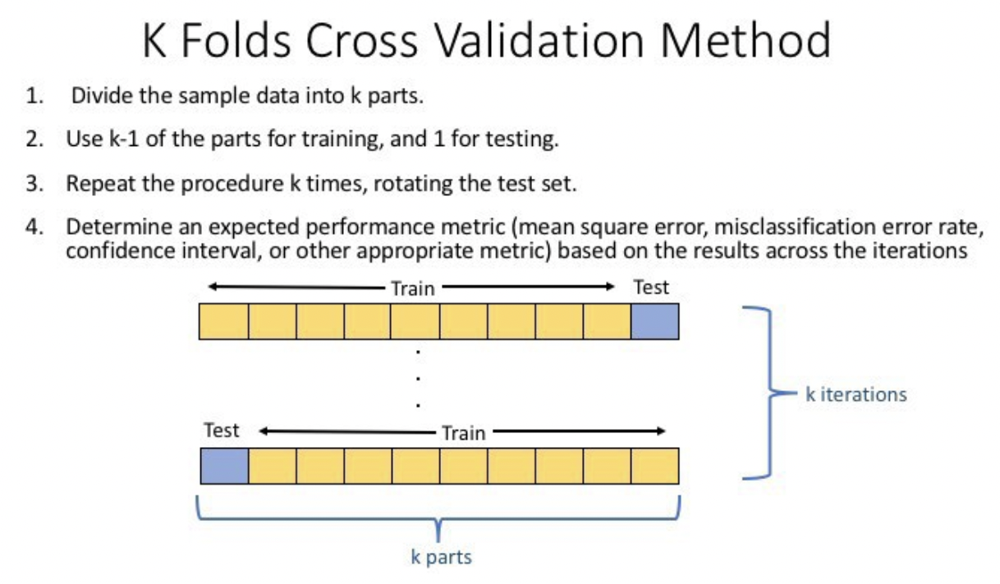 K Folds Cross Validation Method
1. Divide the sample data into k parts.
2. Use k-1 of the parts for training, and 1 for testing.
3. Repeat the procedure k times, rotating the test set.
4. Determine an expected performance metric (mean square error, misclassification error rate,
confidence interval, or other appropriate metric) based on the results across the iterations
Train Test
k iterations
Test Train
k parts